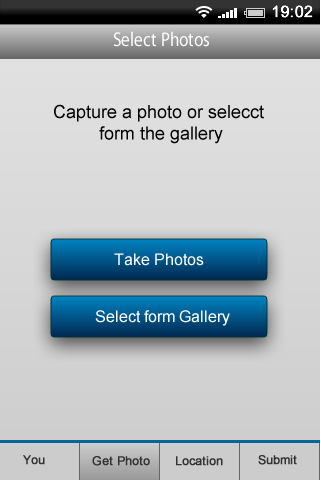 19:02
Select Photos
Capture a photo or selecct
form the gallery
Take Photos
Select form Gallery
You Get Photo Location Submit